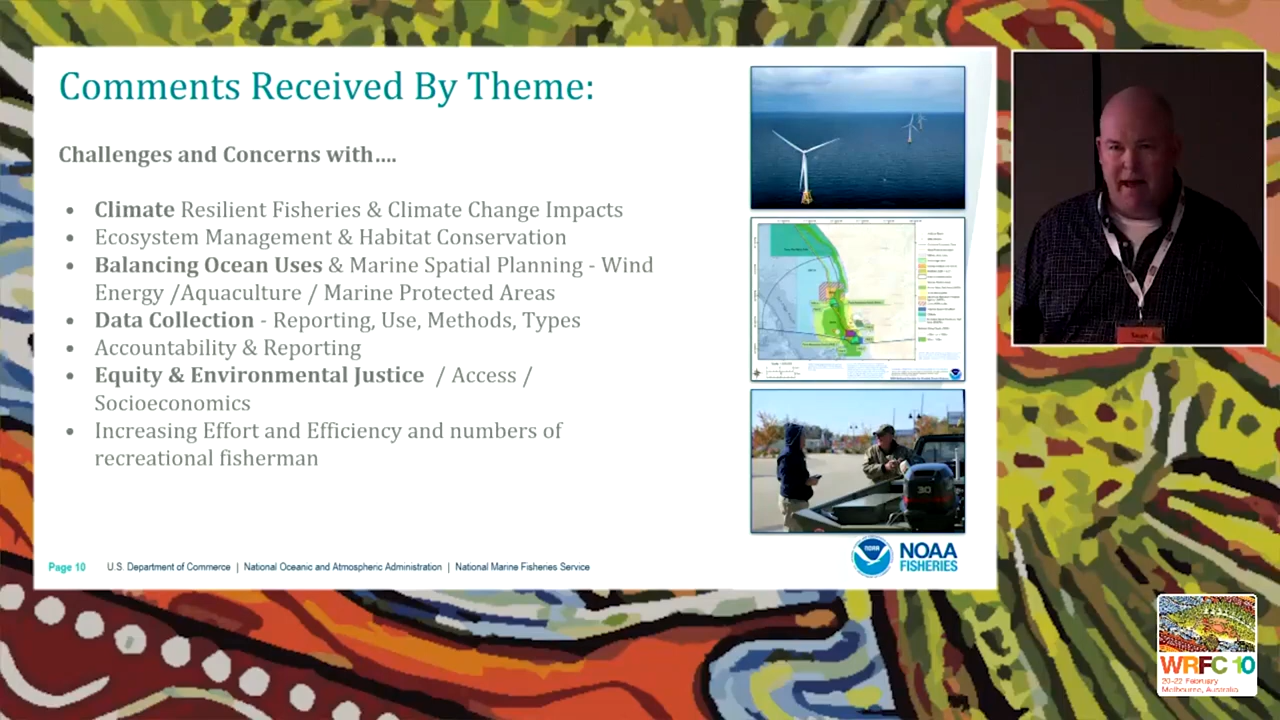 Comments Received By Theme:
Challenges and Concerns with....
• Climate Resilient Fisheries & Climate Change Impacts
• Ecosystem Management & Habitat Conservation
• Balancing Ocean Uses & Marine Spatial Planning - Wind
Energy /Aquaculture / Marine Protected Areas
• Data Collection - Reporting, Use, Methods, Types
• Accountability & Reporting
• Equity & Environmental Justice / Access /
Socioeconomics
• Increasing Effort and Efficiency and numbers of
recreational fisherman
30
Page 10 U.S. Department of Commerce | National Oceanic and Atmospheric Administration | National Marine Fisheries Service
NOAA
NOAA
FISHERIES
WRFC 10
20-22 February
Melbourne, Australia